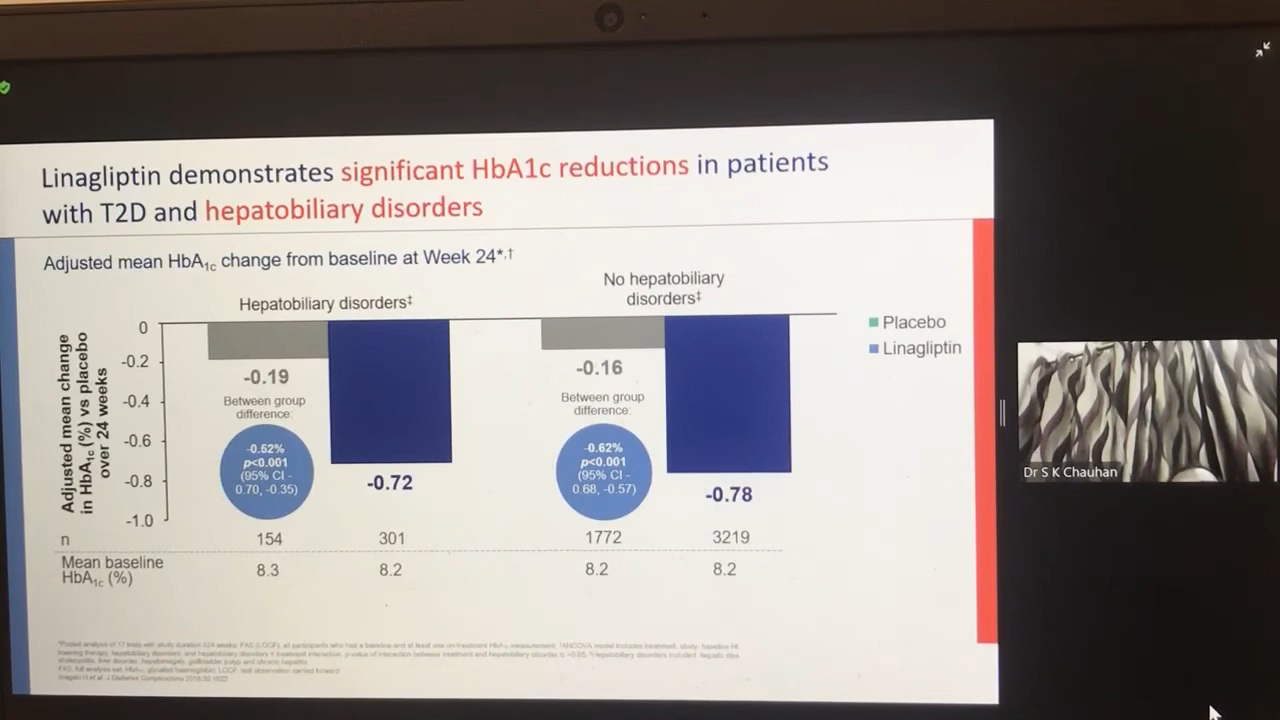 Linagliptin demonstrates significant HbA1c reductions in patients
with T2D and hepatobiliary disorders
Adjusted mean HbA1c change from baseline at Week 24*,†
Hepatobiliary disorders‡
No hepatobiliary
disorders‡
Placebo
Linagliptin
Adjusted mean change
in HbA1c (%) vs placebo
over 24 weeks
0
-0.2
-0.4
-0.6
-0.8
-1.0
-0.19
Between group
difference:
-0.52%
p<0.001
(95% CI -
0.70, -0.35)
-0.72
-0.16
Between group
difference:
-0.62%
p<0.001
(95% CI -
0.68, -0.57)
-0.78
n 154 301 1772 3219
Mean baseline
HbA1c (%) 8.3 8.2 8.2 8.2
Dr S K Chauhan